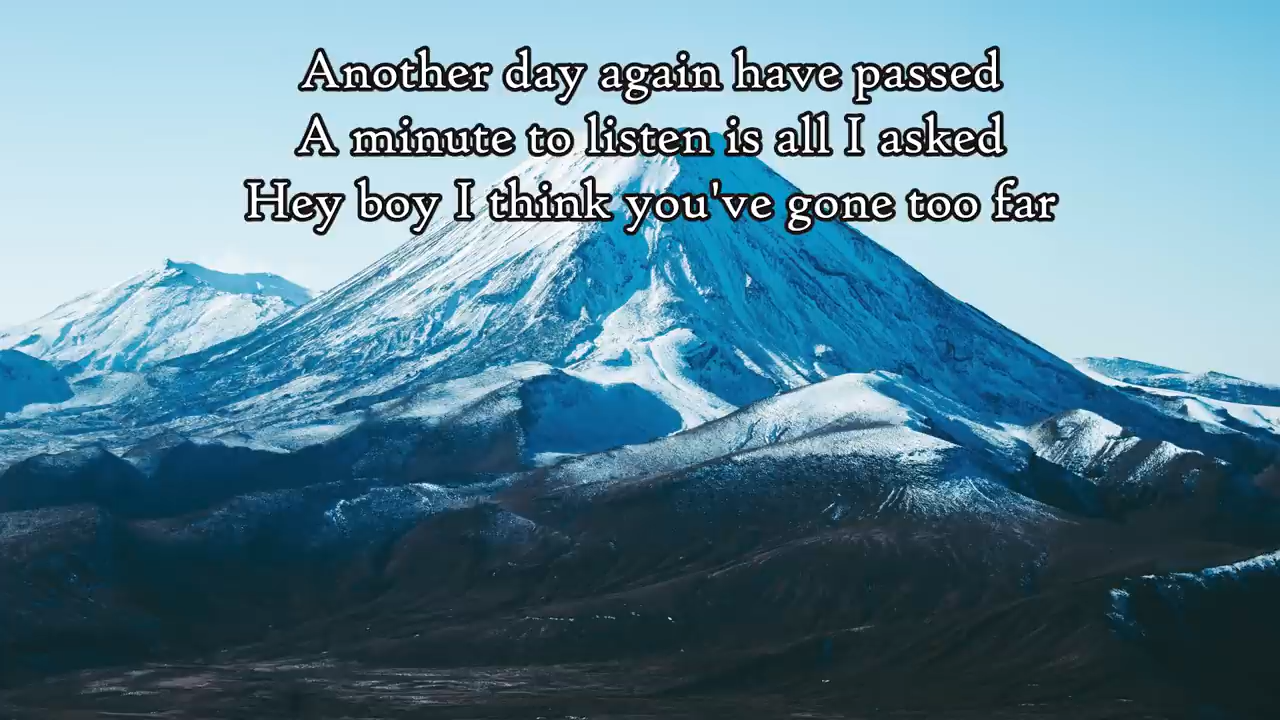 Another day again have passed
A minute to listen is all I asked
Hey boy I think you've gone too far